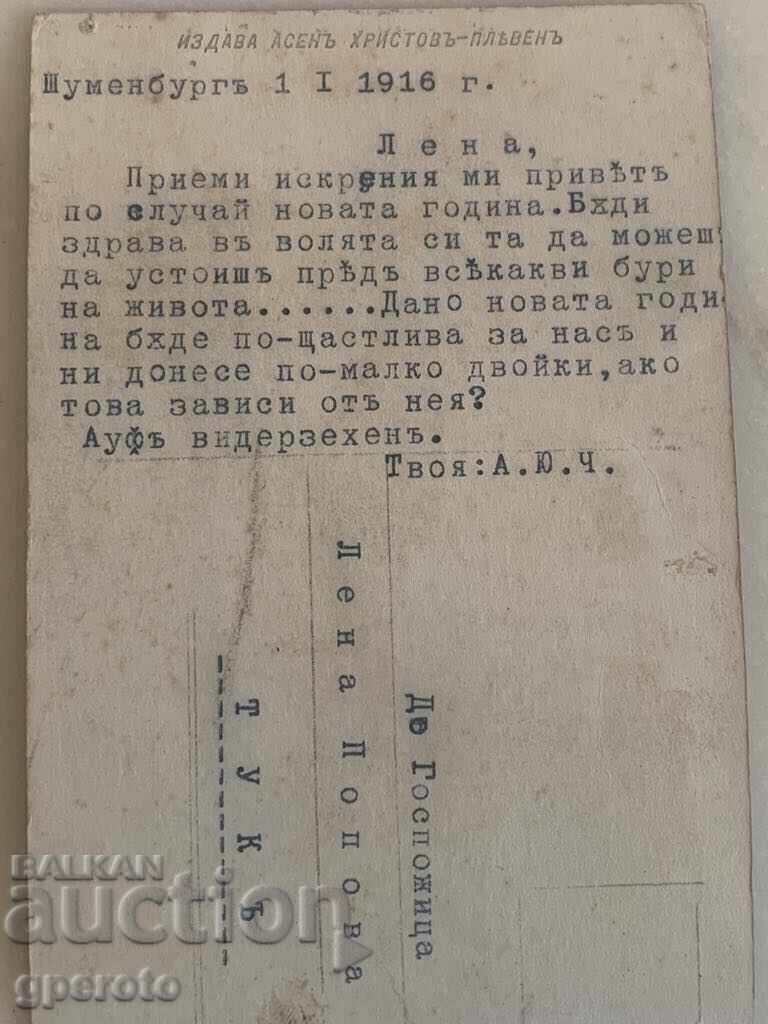 ИЗДАВА АСЕНЪ ХРИСТОВЪ-ПЛѢВЕНЪ
Шуменбургъ 1 I 1916 г.
Лена,
Приеми искрения ми привѣтъ
по случай новата година.Бхди
здрава въ волята си та да можешъ
да устоишъ прѣдъ всѣкакви бури
на живота......Дано новата годи
на бхде по-щастлива за насъ и
ни донесе по-малко двойки,ако
това зависи отъ нея?
Ауфъ видерзехенъ.
Твоя:А.Ю.Ч.
До Госпожица
Лена Попова
ТУКЪ
BALKAN
auction
gperoto